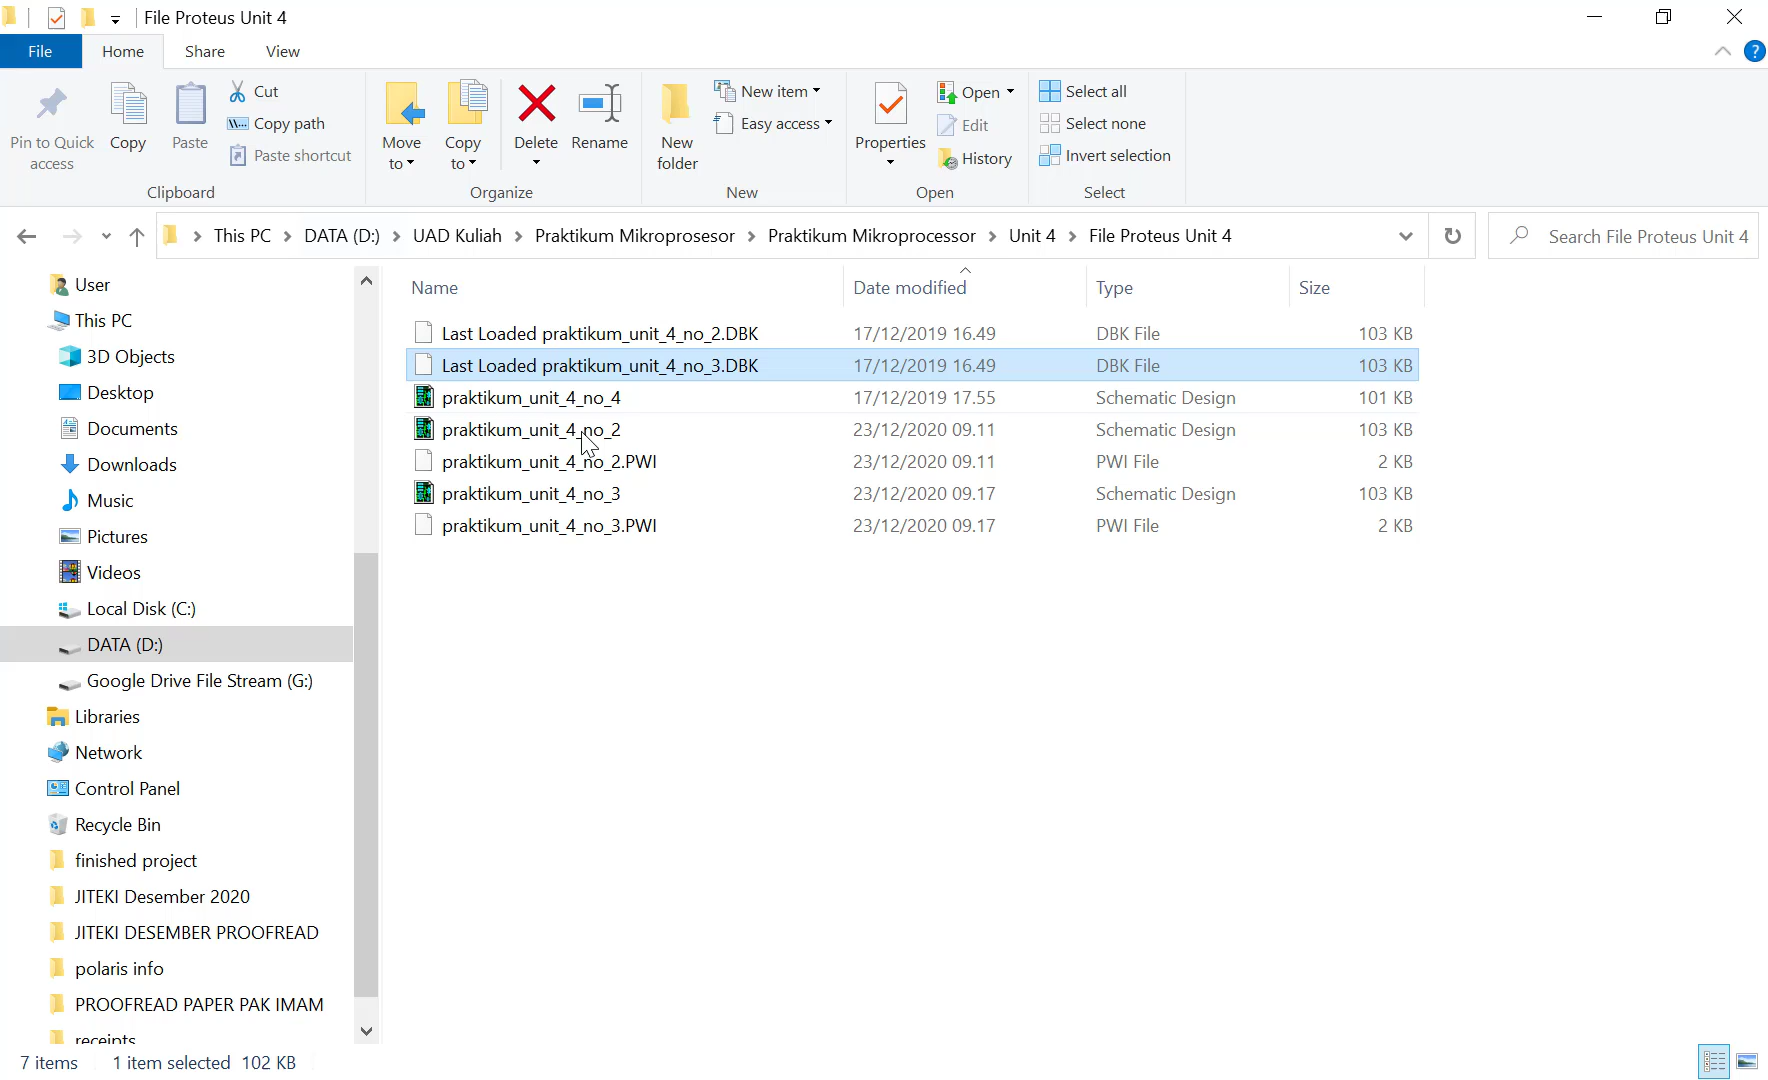 File Proteus Unit 4
File Home Share View
Pin to Quick access
Copy
Paste
Cut
Copy path
Paste shortcut
Clipboard
Move to
Copy to
Delete
Rename
Organize
New folder
New item
Easy access
New
Properties
Open
Edit
History
Open
Select all
Select none
Invert selection
Select
This PC > DATA (D:) > UAD Kuliah > Praktikum Mikroprosesor > Praktikum Mikroprocessor > Unit 4 > File Proteus Unit 4
Search File Proteus Unit 4
User
This PC
3D Objects
Desktop
Documents
Downloads
Music
Pictures
Videos
Local Disk (C:)
DATA (D:)
Google Drive File Stream (G:)
Libraries
Network
Control Panel
Recycle Bin
finished project
JITEKI Desember 2020
JITEKI DESEMBER PROOFREAD
polaris info
PROOFREAD PAPER PAK IMAM
receipts
Name Date modified Type Size
Last Loaded praktikum_unit_4_no_2.DBK 17/12/2019 16.49 DBK File 103 KB
Last Loaded praktikum_unit_4_no_3.DBK 17/12/2019 16.49 DBK File 103 KB
praktikum_unit_4_no_4 17/12/2019 17.55 Schematic Design 101 KB
praktikum_unit_4_no_2 23/12/2020 09.11 Schematic Design 103 KB
praktikum_unit_4_no_2.PWI 23/12/2020 09.11 PWI File 2 KB
praktikum_unit_4_no_3 23/12/2020 09.17 Schematic Design 103 KB
praktikum_unit_4_no_3.PWI 23/12/2020 09.17 PWI File 2 KB
7 items 1 item selected 102 KB